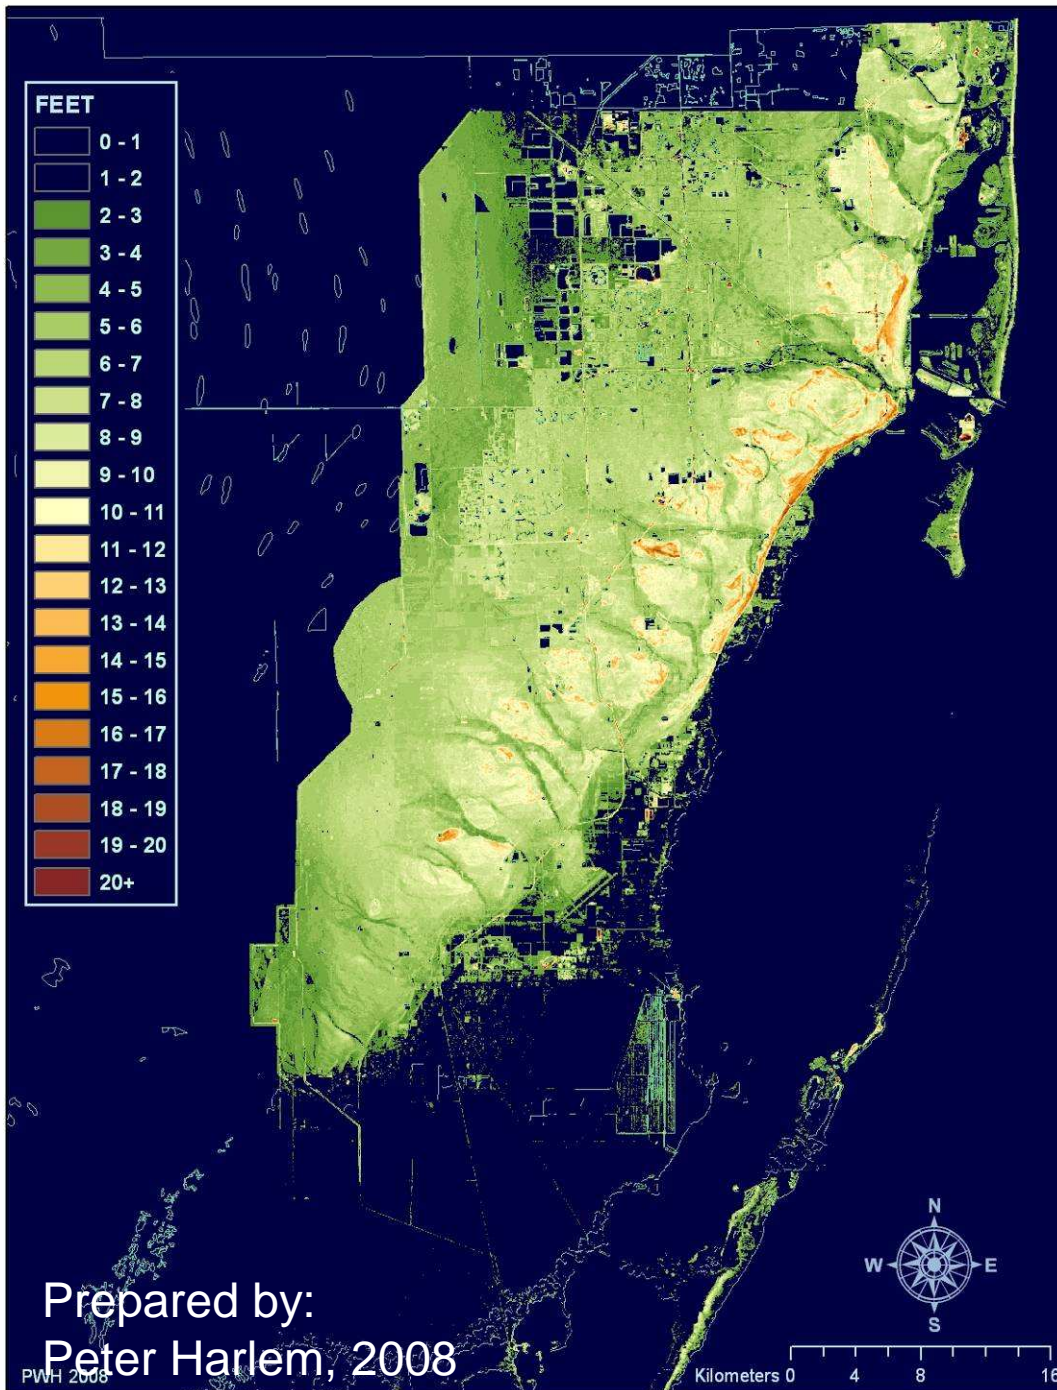 FEET
0 - 1
1 - 2
2 - 3
3 - 4
4 - 5
5 - 6
6 - 7
7 - 8
8 - 9
9 - 10
10 - 11
11 - 12
12 - 13
13 - 14
14 - 15
15 - 16
16 - 17
17 - 18
18 - 19
19 - 20
20+
N
W E
S
Prepared by:
Peter Harlem, 2008
PWH 2008
Kilometers 0 4 8 16